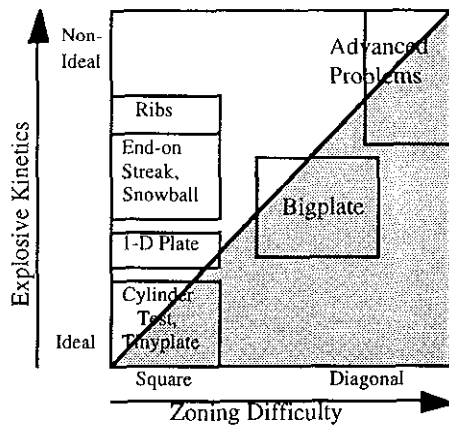 Non-
Ideal
Advanced
Problems
Ribs
End-on
Streak,
Snowball
Bigplate
1-D Plate
Cylinder
Test,
Tinyplate
Ideal
Explosive Kinetics
Square
Diagonal
Zoning Difficulty